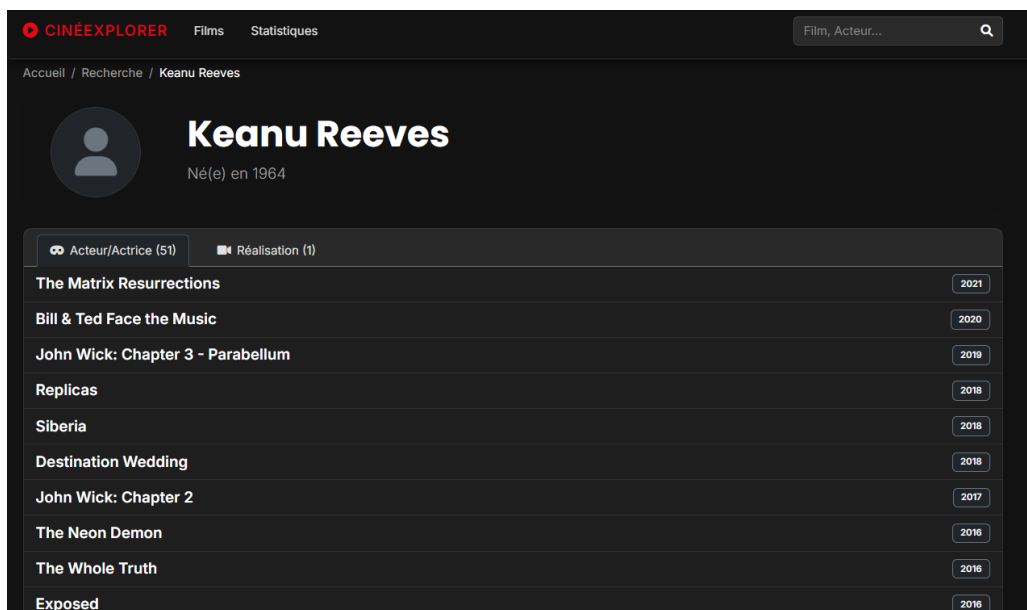 CINÉEXPLORER Films Statistiques Film, Acteur...
Accueil / Recherche / Keanu Reeves
Keanu Reeves
Né(e) en 1964
Acteur/Actrice (51) Réalisation (1)
The Matrix Resurrections 2021
Bill & Ted Face the Music 2020
John Wick: Chapter 3 - Parabellum 2019
Replicas 2018
Siberia 2018
Destination Wedding 2018
John Wick: Chapter 2 2017
The Neon Demon 2016
The Whole Truth 2016
Exposed 2016